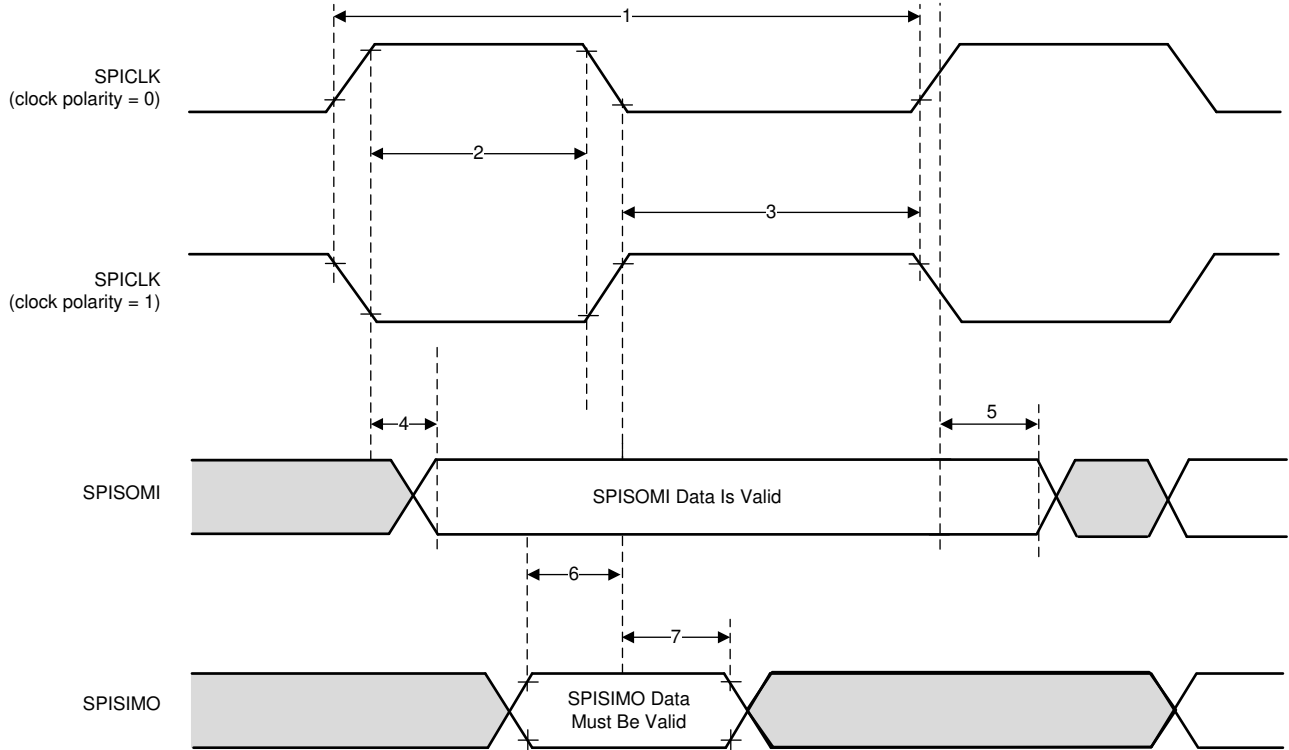 1
SPICLK
(clock polarity = 0)
2
3
SPICLK
(clock polarity = 1)
4
5
SPISOMI
SPISOMI Data Is Valid
6
7
SPISIMO
SPISIMO Data
Must Be Valid